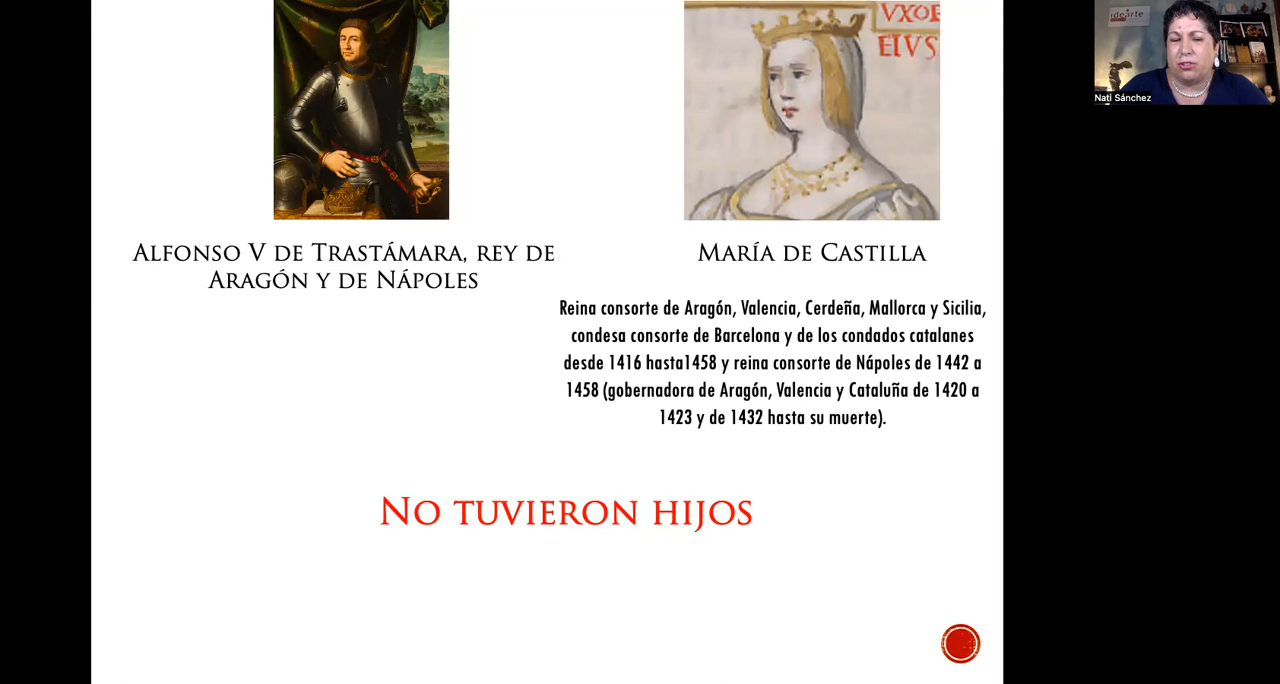 VXOR
EIVS
idearte
Nati Sánchez
Alfonso V de Trastámara, rey de
Aragón y de Nápoles
María de Castilla
Reina consorte de Aragón, Valencia, Cerdeña, Mallorca y Sicilia,
condesa consorte de Barcelona y de los condados catalanes
desde 1416 hasta1458 y reina consorte de Nápoles de 1442 a
1458 (gobernadora de Aragón, Valencia y Cataluña de 1420 a
1423 y de 1432 hasta su muerte).
No tuvieron hijos